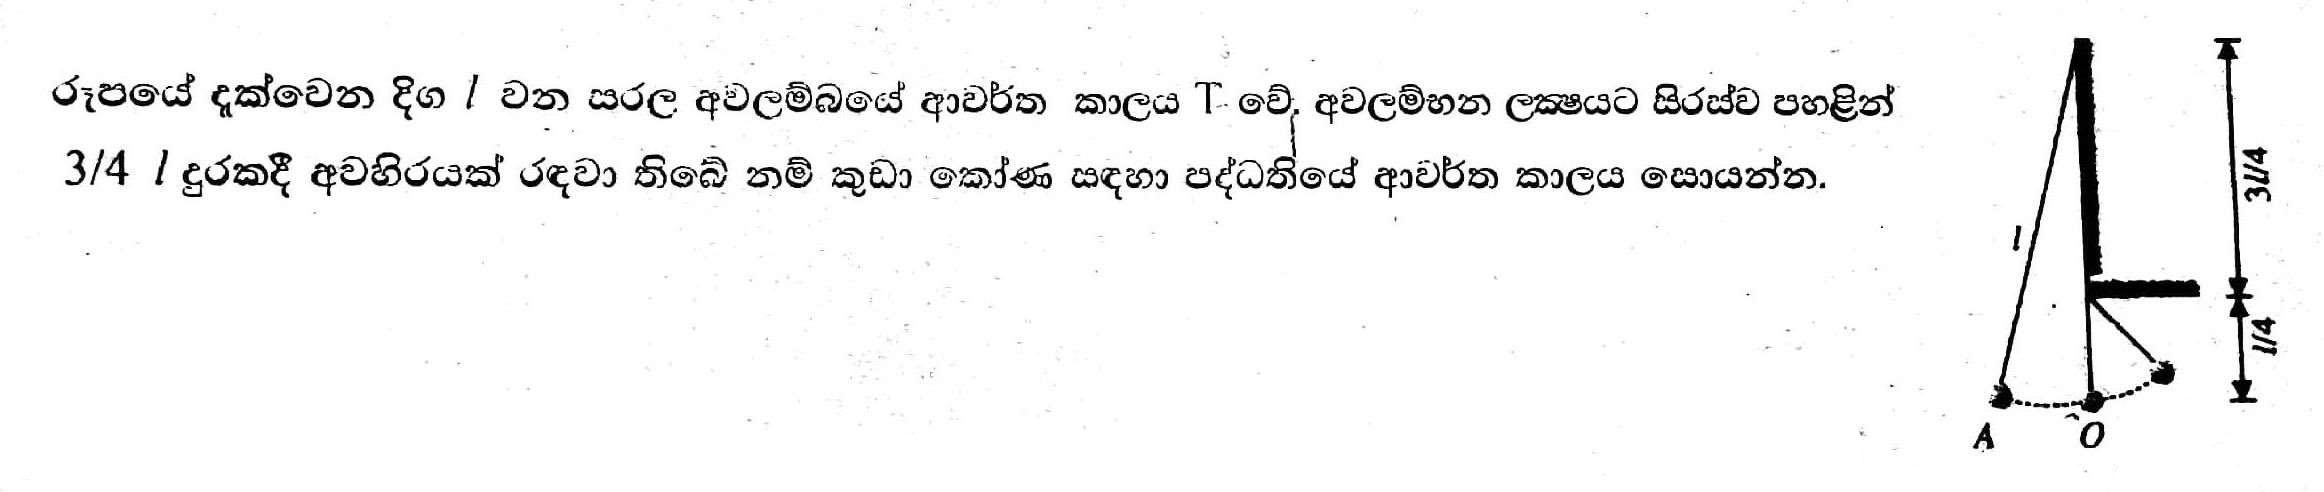 රූපයේ දැක්වෙන දිග l වන සරල අවලම්බයේ ආවර්ත කාලය T වේ. අවලම්භන ලක්ෂයට සිරස්ව පහළින්
3/4 l දුරකදී අවහිරයක් රඳවා තිබේ නම් කුඩා කෝණ සඳහා පද්ධතියේ ආවර්ත කාලය සොයන්න.
3l/4
l
l/4
A O